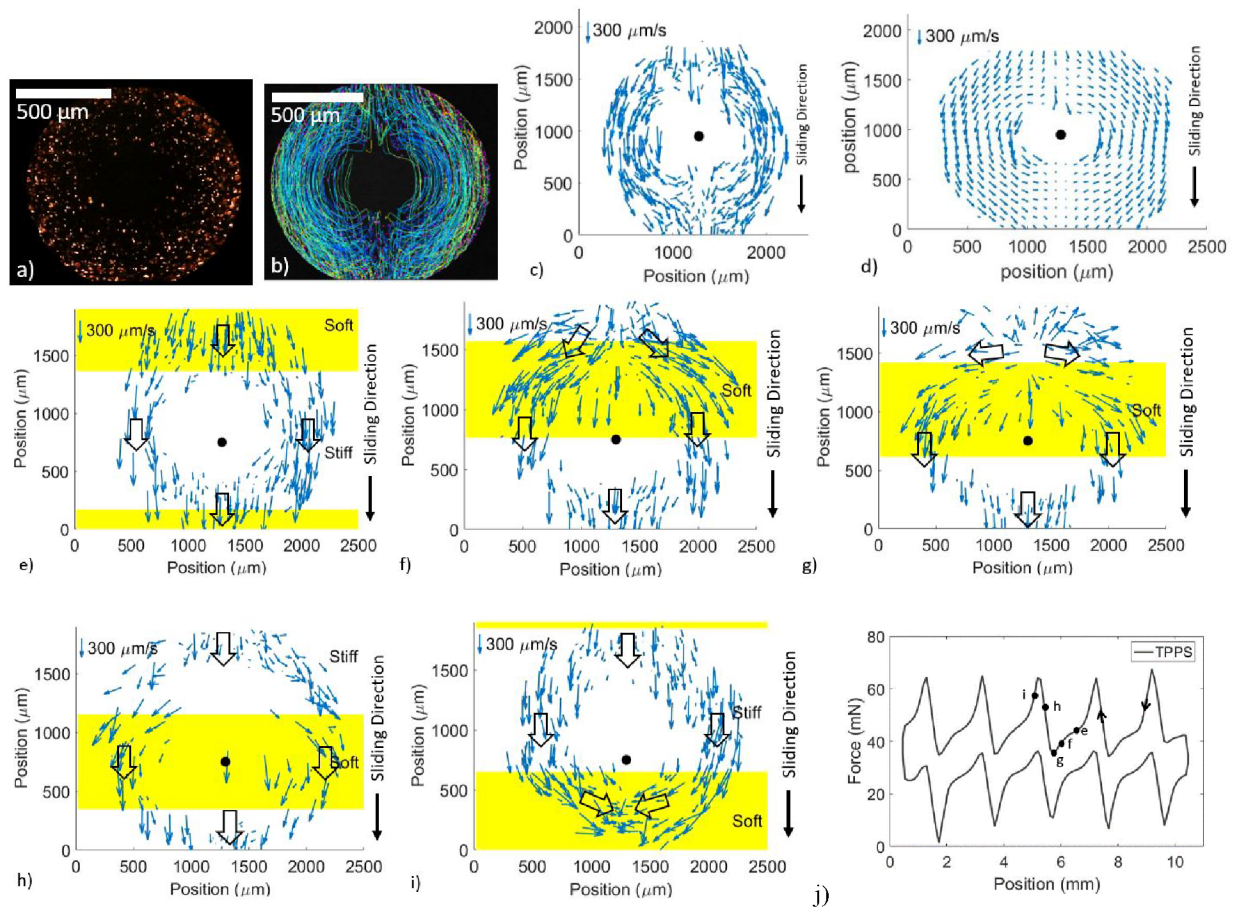 500 μm
a)
500 μm
b)
300 μm/s
Position (μm)
2000
1500
1000
500
0
1000
2000
Position (μm)
Sliding Direction
c)
300 μm/s
position (μm)
2000
1500
1000
500
0
0
500
1000
1500
2000
2500
position (μm)
Sliding Direction
d)
300 μm/s
Soft
Stiff
Position (μm)
1500
1000
500
0
0
500
1000
1500
2000
2500
Position (μm)
Sliding Direction
e)
300 μm/s
Soft
Position (μm)
1500
1000
500
0
0
500
1000
1500
2000
2500
Position (μm)
Sliding Direction
f)
300 μm/s
Soft
Position (μm)
1500
1000
500
0
0
500
1000
1500
2000
2500
Position (μm)
Sliding Direction
g)
300 μm/s
Stiff
Soft
Position (μm)
1500
1000
500
0
0
500
1000
1500
2000
2500
Position (μm)
Sliding Direction
h)
300 μm/s
Stiff
Soft
Position (μm)
1500
1000
500
0
0
500
1000
1500
2000
2500
Position (μm)
Sliding Direction
i)
TPPS
Force (mN)
80
60
40
20
0
i
h
e
f
g
2
4
6
8
10
Position (mm)
j)